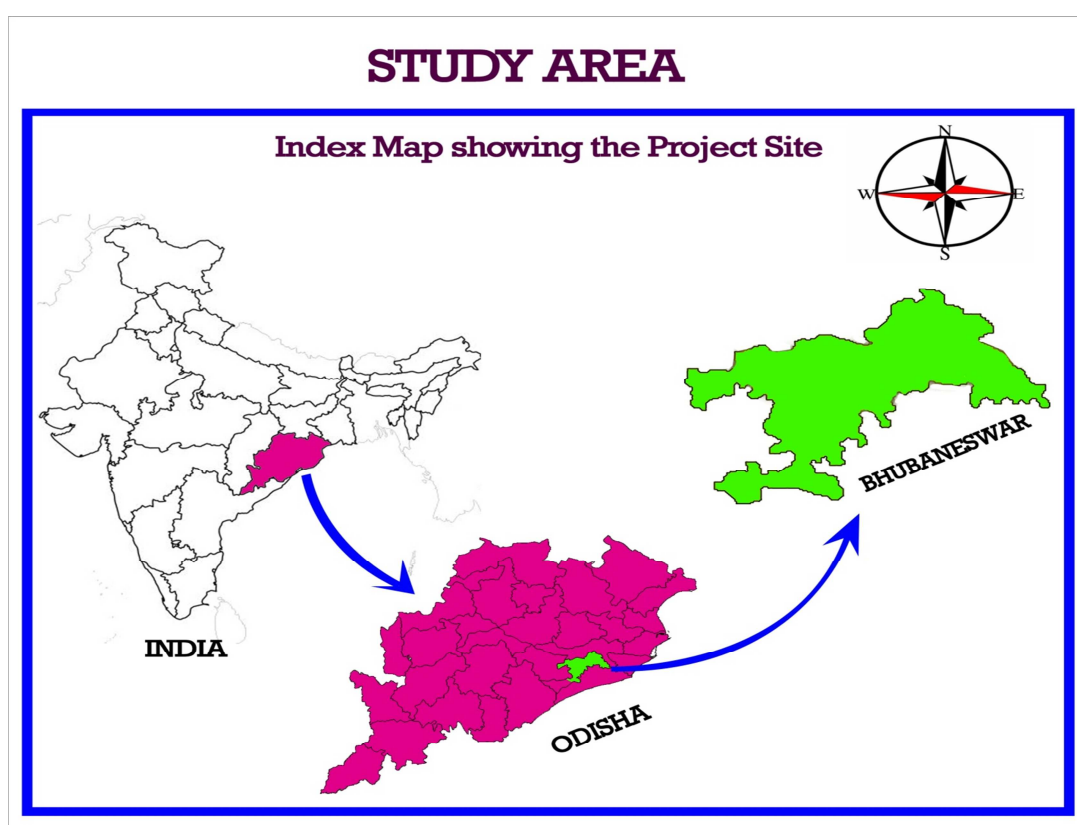 STUDY AREA
Index Map showing the Project Site
N
W
E
S
BHUBANESWAR
INDIA
ODISHA